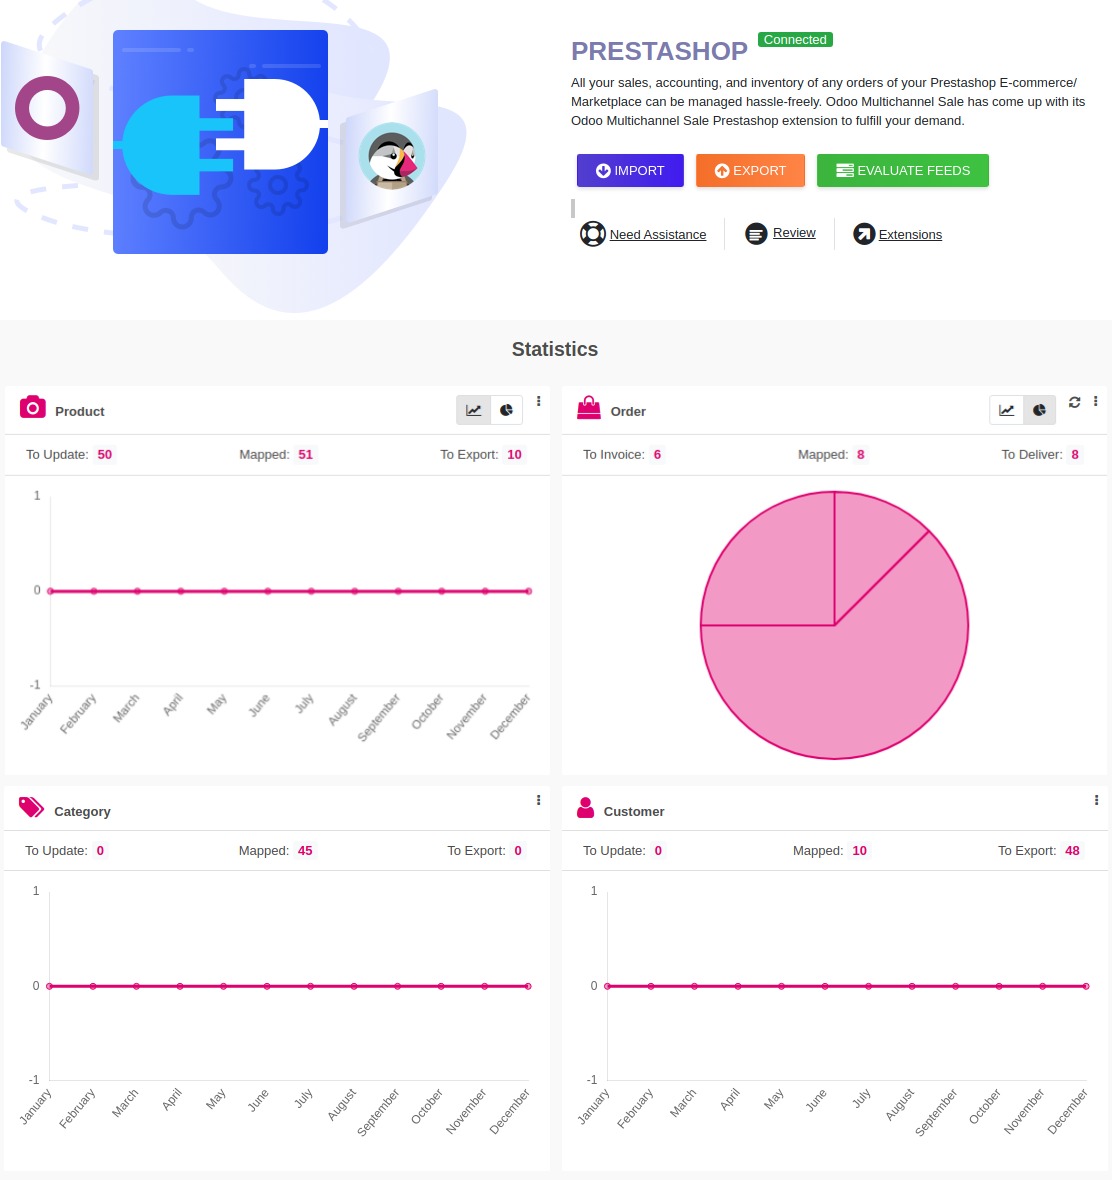 PRESTASHOP Connected
All your sales, accounting, and inventory of any orders of your Prestashop E-commerce/
Marketplace can be managed hassle-freely. Odoo Multichannel Sale has come up with its
Odoo Multichannel Sale Prestashop extension to fulfill your demand.
IMPORT EXPORT EVALUATE FEEDS
Need Assistance Review Extensions
Statistics
Product
To Update: 50 Mapped: 51 To Export: 10
1
0
-1
January February March April May June July August September October November December
Order
To Invoice: 6 Mapped: 8 To Deliver: 8
Category
To Update: 0 Mapped: 45 To Export: 0
1
0
-1
January February March April May June July August September October November December
Customer
To Update: 0 Mapped: 10 To Export: 48
1
0
-1
January February March April May June July August September October November December